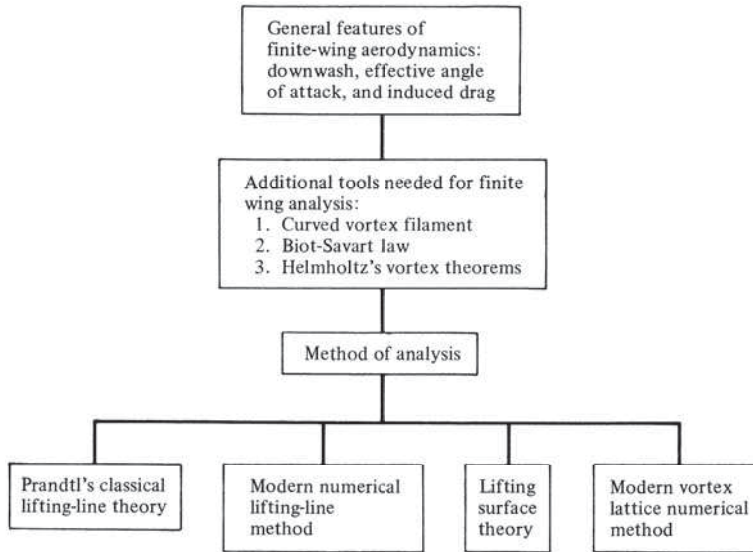 General features of
finite-wing aerodynamics:
downwash, effective angle
of attack, and induced drag
Additional tools needed for finite
wing analysis:
1. Curved vortex filament
2. Biot-Savart law
3. Helmholtz's vortex theorems
Method of analysis
Prandtl's classical
lifting-line theory
Modern numerical
lifting-line
method
Lifting
surface
theory
Modern vortex
lattice numerical
method